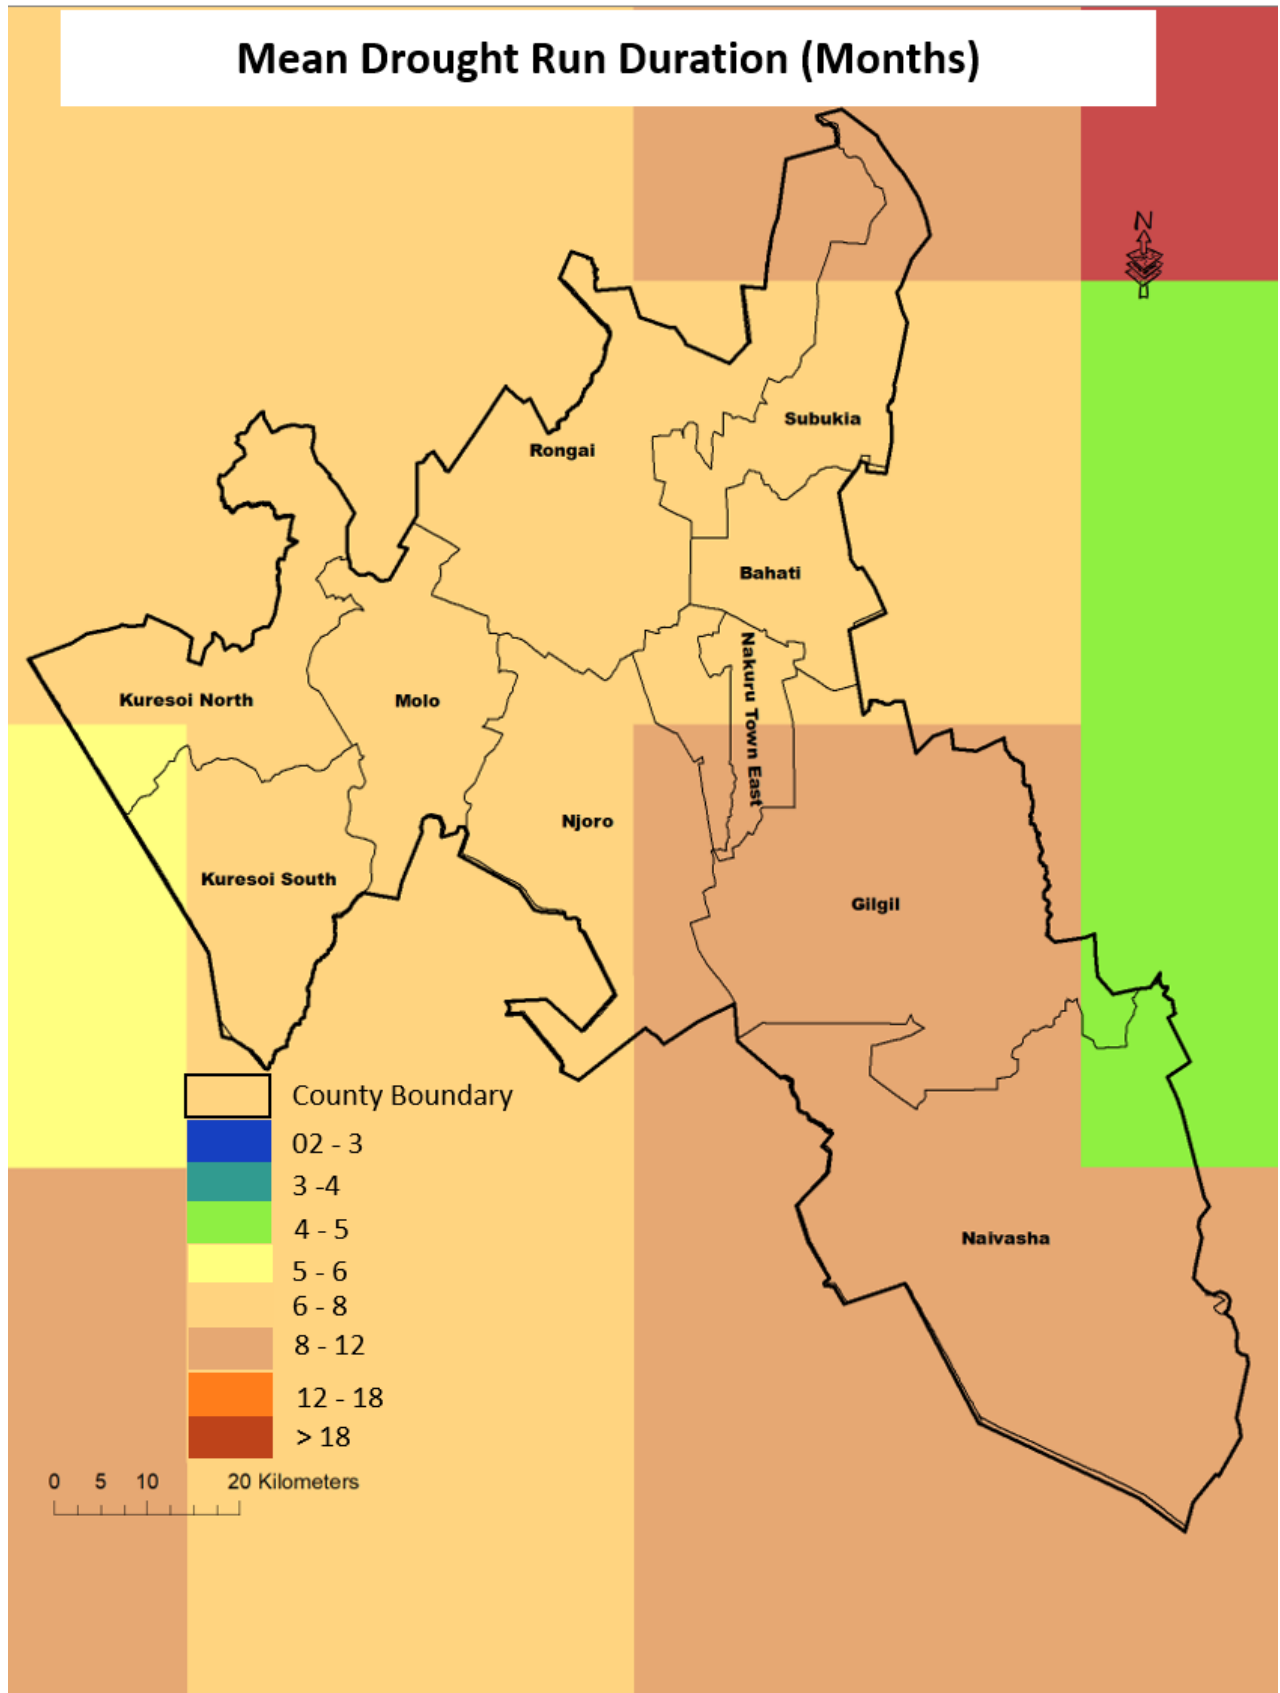 Mean Drought Run Duration (Months)
N
Subukia
Rongai
Bahati
Nakuru Town East
Kuresoi North
Molo
Njoro
Kuresoi South
Gilgil
Naivasha
County Boundary
02 - 3
3 -4
4 - 5
5 - 6
6 - 8
8 - 12
12 - 18
> 18
0 5 10 20 Kilometers